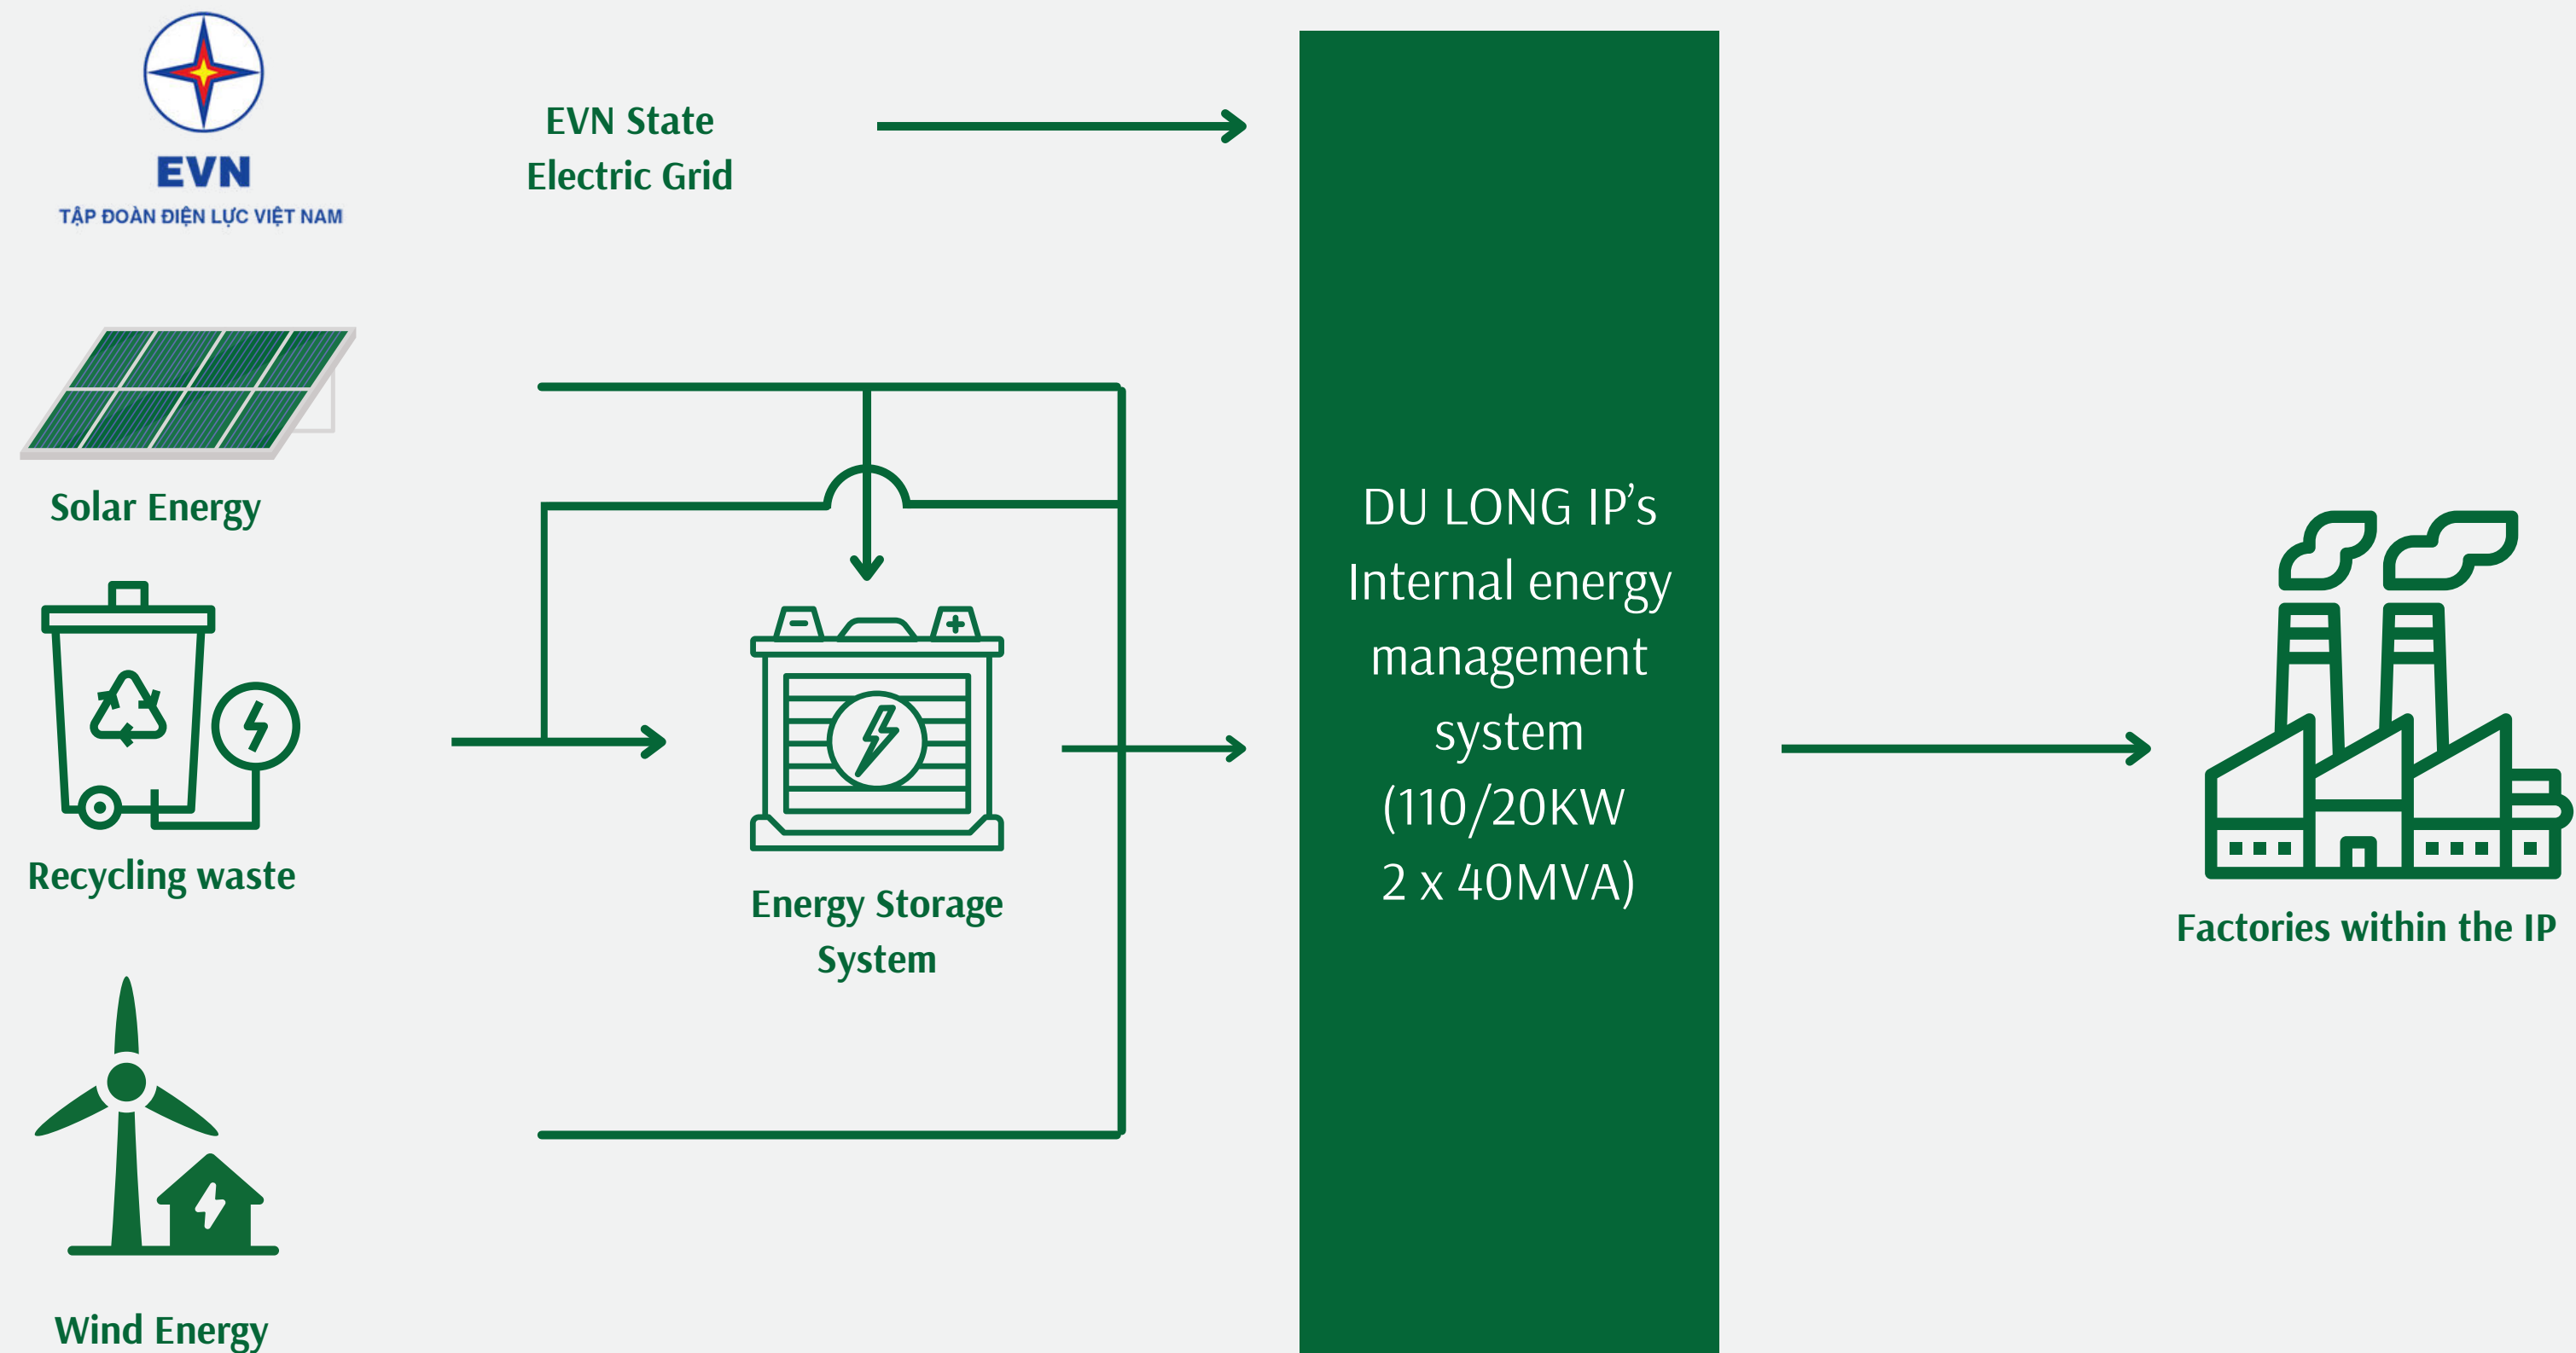 EVN
TẬP ĐOÀN ĐIỆN LỰC VIỆT NAM
EVN State
Electric Grid
Solar Energy
Recycling waste
Wind Energy
Energy Storage
System
DU LONG IP’s
Internal energy
management
system
(110/20KW
2 x 40MVA)
Factories within the IP